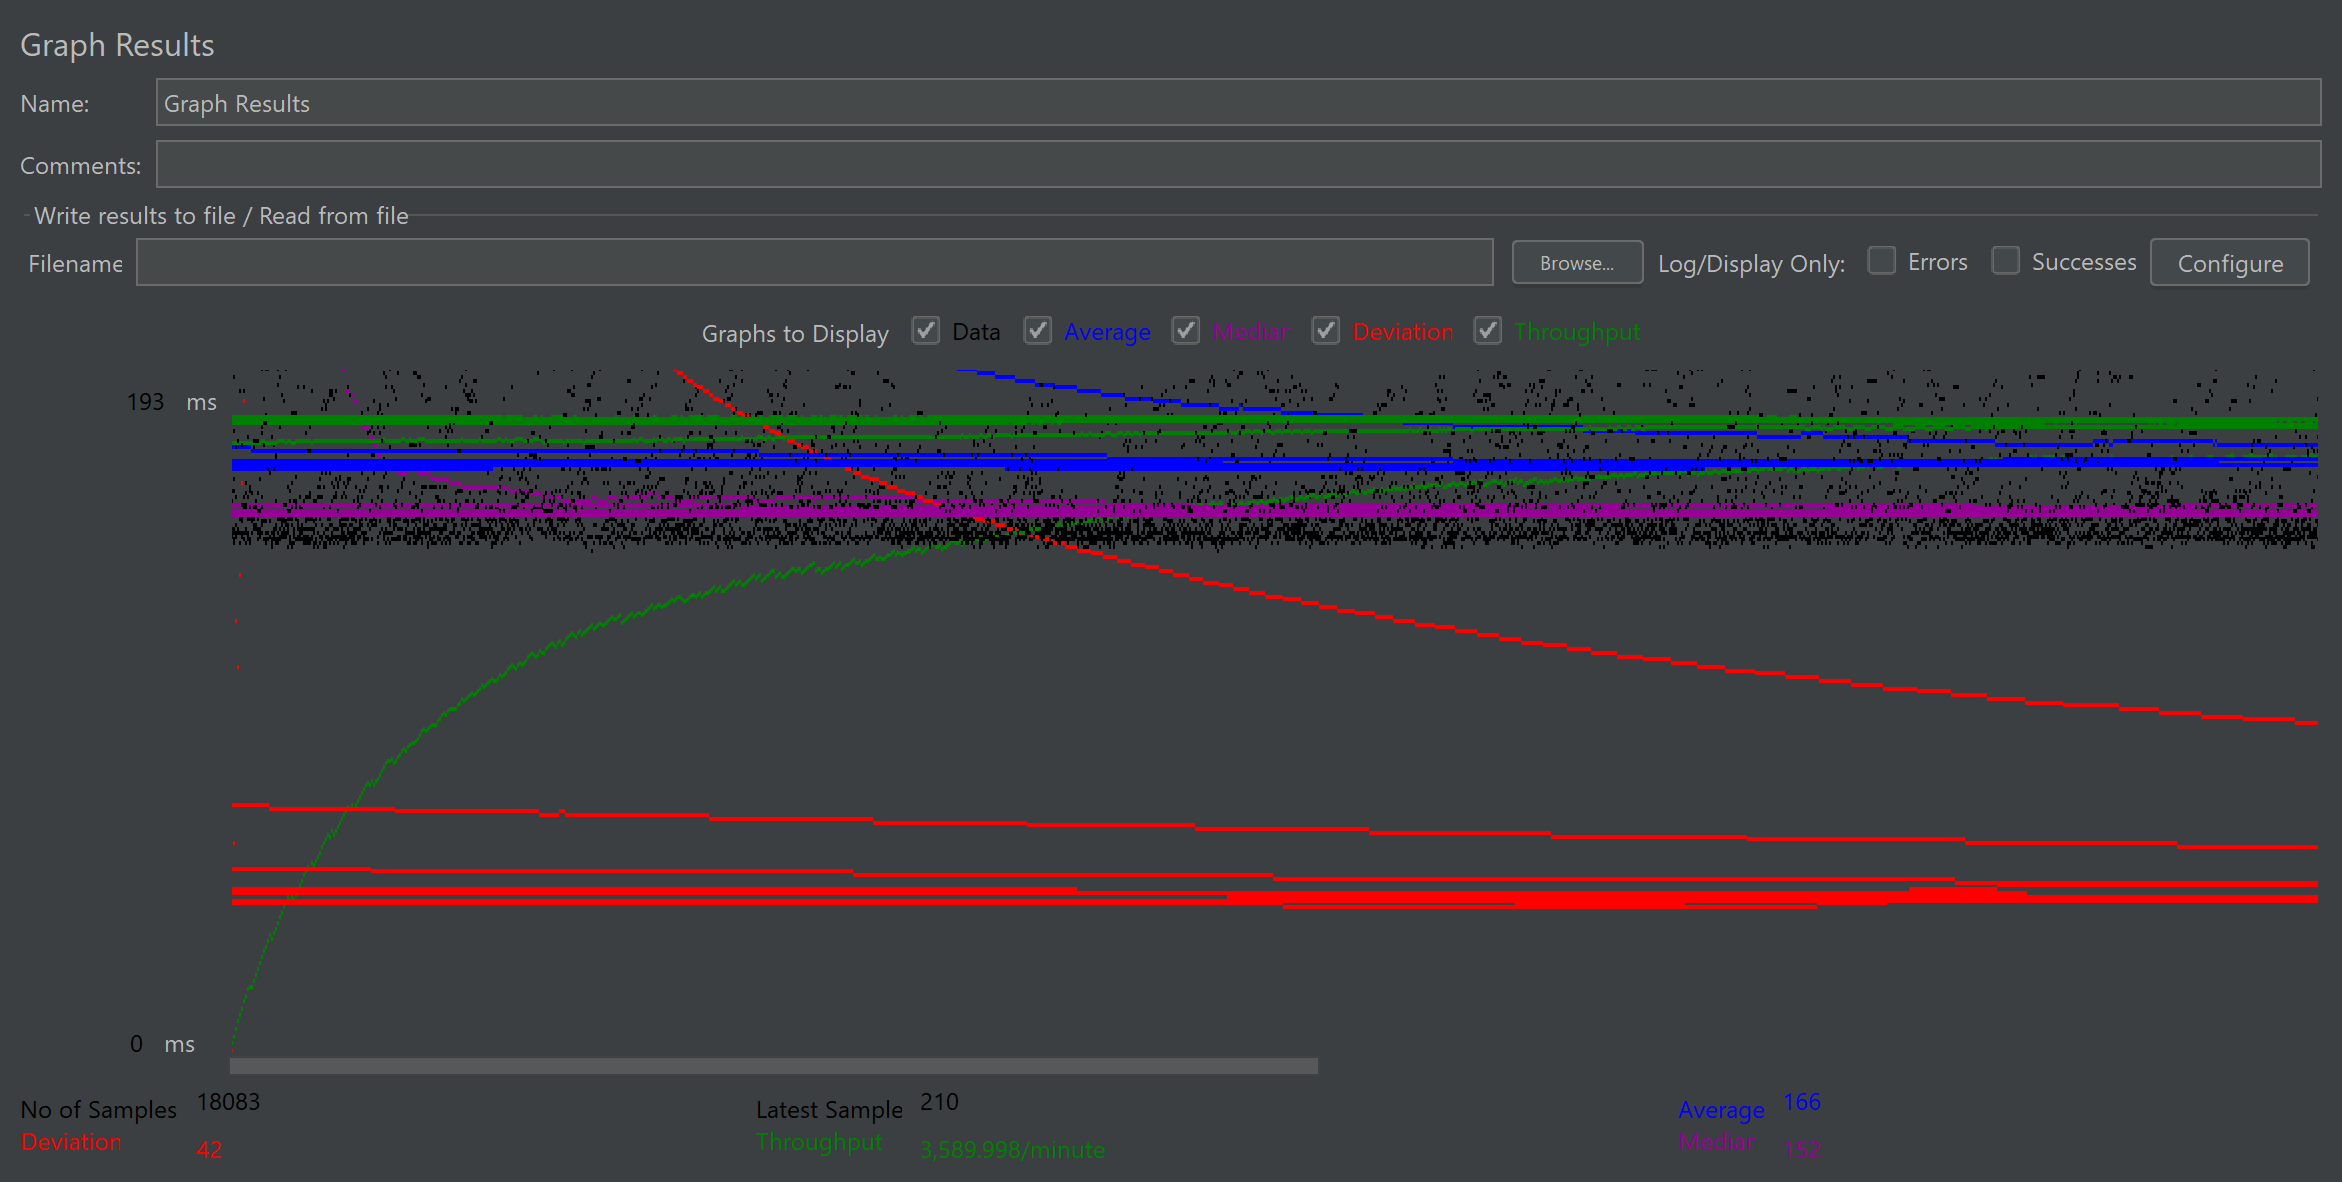 Graph Results
Name: Graph Results
Comments:
Write results to file / Read from file
Filename Browse... Log/Display Only: Errors Successes Configure
Graphs to Display Data Average Median Deviation Throughput
193 ms
0 ms
No of Samples 18083 Latest Sample 210 Average 166
Deviation 42 Throughput 3,589.998/minute Median 152